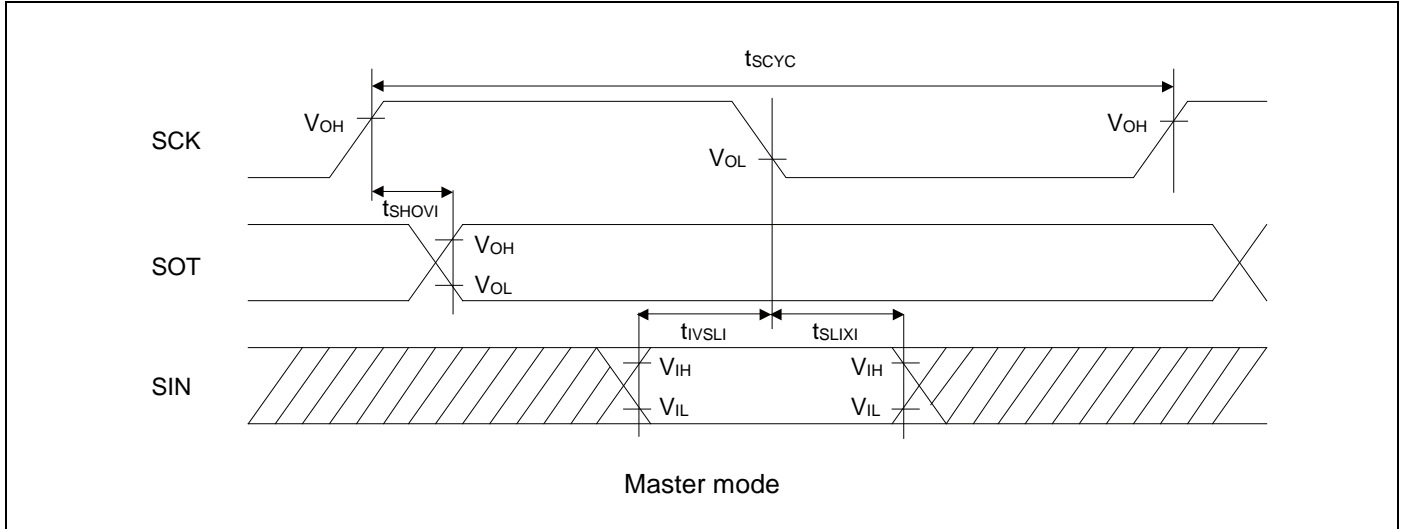 tSCYC
SCK
VOH
VOL
VOH
tSHOVI
SOT
VOH
VOL
tIVSLI
tSLIXI
SIN
VIH
VIL
VIH
VIL
Master mode